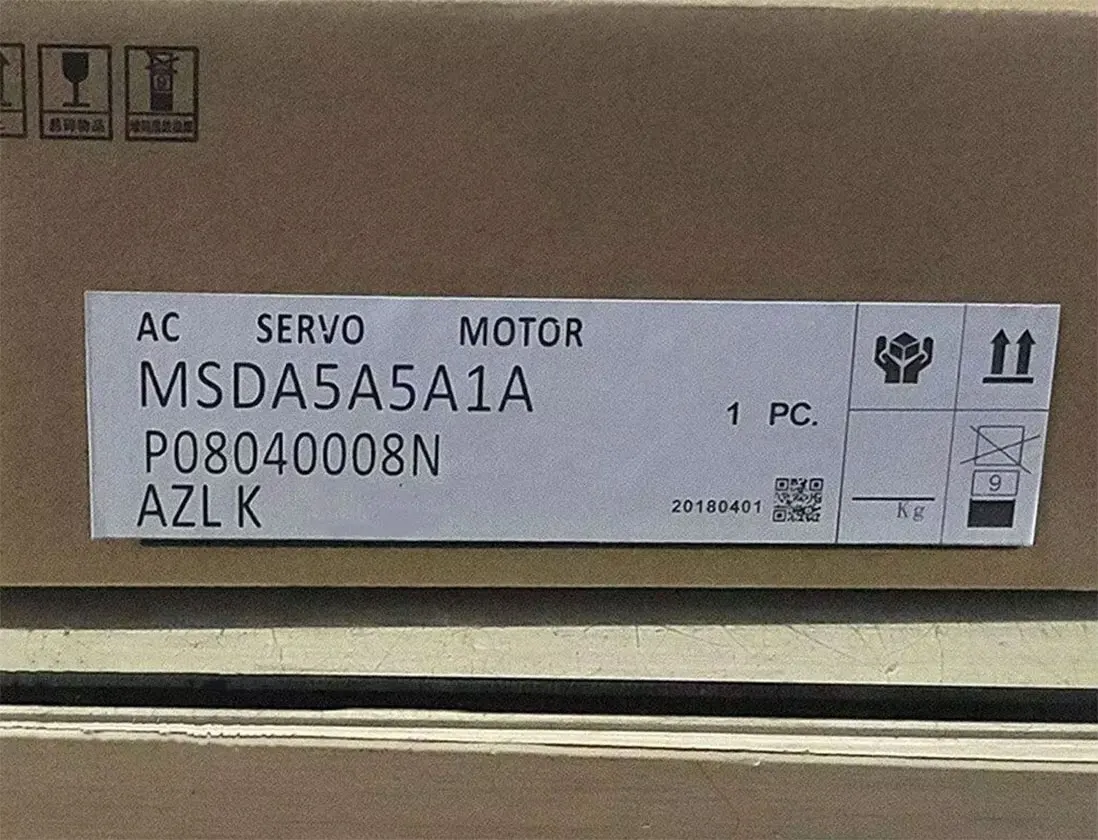 易碎物品
AC SERVO MOTOR
MSDA5A5A1A
1 PC.
P08040008N
AZL K
20180401
Kg
9